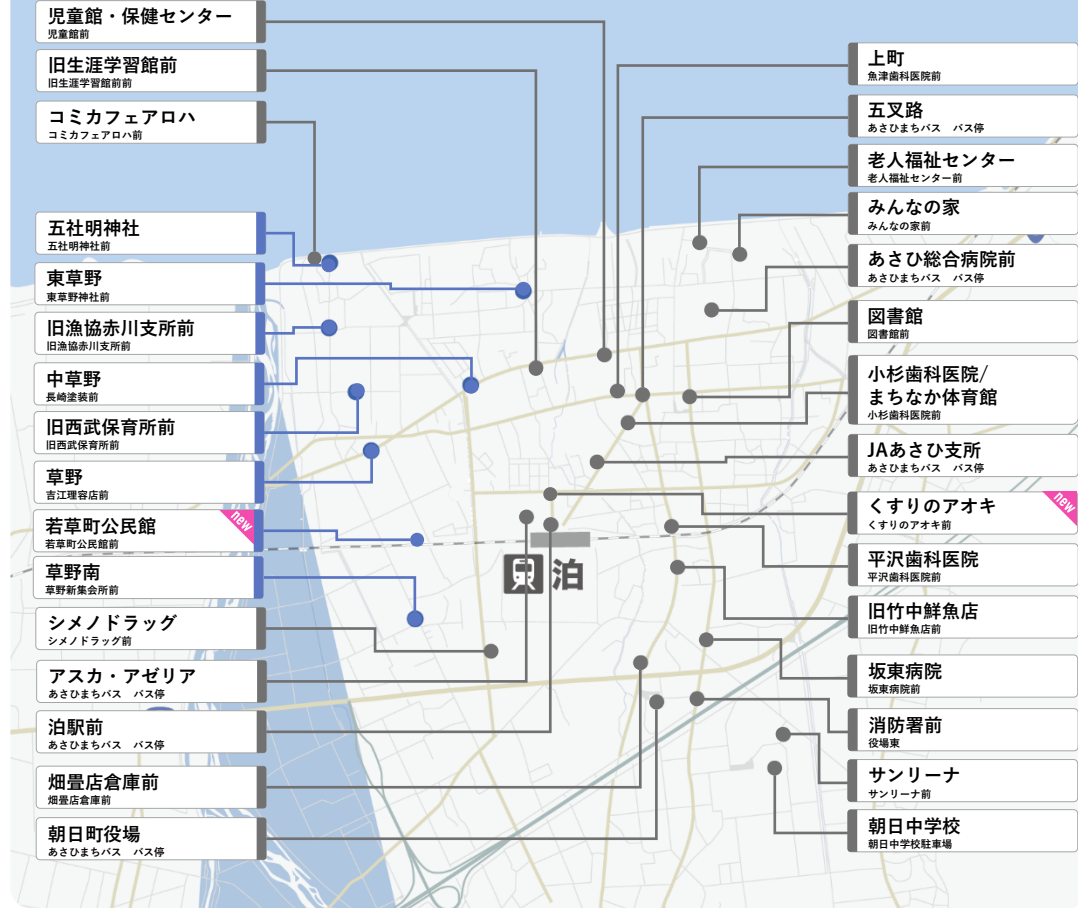 児童館・保健センター
児童館前
旧生涯学習館前
旧生涯学習館前前
コミカフェアロハ
コミカフェアロハ前
五社明神社
五社明神社前
東草野
東草野神社前
旧漁協赤川支所前
旧漁協赤川支所前
中草野
長崎塗装前
旧西武保育所前
旧西武保育所前
草野
吉江理容店前
若草町公民館
若草町公民館前
new
草野南
草野新集会所前
シメノドラッグ
シメノドラッグ前
アスカ・アゼリア
あさひまちバス　バス停
泊駅前
あさひまちバス　バス停
畑畳店倉庫前
畑畳店倉庫前
朝日町役場
あさひまちバス　バス停
泊
上町
魚津歯科医院前
五叉路
あさひまちバス　バス停
老人福祉センター
老人福祉センター前
みんなの家
みんなの家前
あさひ総合病院前
あさひまちバス　バス停
図書館
図書館前
小杉歯科医院/
まちなか体育館
小杉歯科医院前
JAあさひ支所
あさひまちバス　バス停
くすりのアオキ
くすりのアオキ前
new
平沢歯科医院
平沢歯科医院前
旧竹中鮮魚店
旧竹中鮮魚店前
坂東病院
坂東病院前
消防署前
役場東
サンリーナ
サンリーナ前
朝日中学校
朝日中学校駐車場